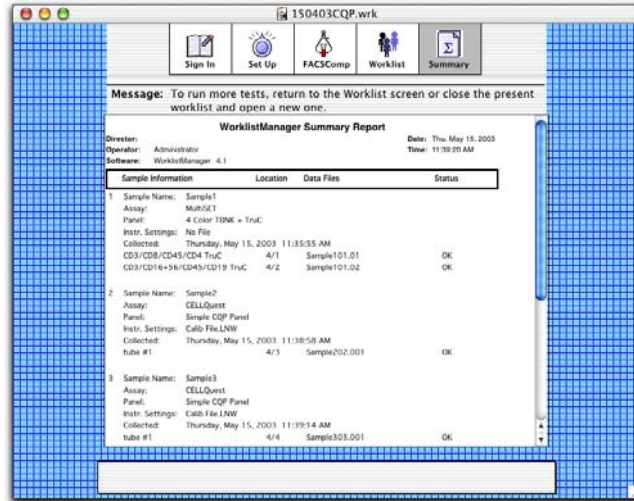 150403CQP.wrk
Sign In Set Up FACSComp Worklist Summary
Message: To run more tests, return to the Worklist screen or close the present
worklist and open a new one.
WorklistManager Summary Report
Director: Date: Thu, May 15, 2003
Operator: Administrator Time: 11:39:20 AM
Software: WorklistManager 4.1
Sample Information Location Data Files Status
1 Sample Name: Sample1
Assay: MultiSET
Panel: 4 Color TBNK + TruC
Instr. Settings: No File
Collected: Thursday, May 15, 2003 11:35:55 AM
CD3/CD8/CD45/CD4 TruC 4/1 Sample101.01 OK
CD3/CD16+56/CD45/CD19 TruC 4/2 Sample101.02 OK
2 Sample Name: Sample2
Assay: CELLQuest
Panel: Simple CQP Panel
Instr. Settings: Calib File.LNW
Collected: Thursday, May 15, 2003 11:38:58 AM
tube #1 4/3 Sample202.001 OK
3 Sample Name: Sample3
Assay: CELLQuest
Panel: Simple CQP Panel
Instr. Settings: Calib File.LNW
Collected: Thursday, May 15, 2003 11:39:14 AM
tube #1 4/4 Sample303.001 OK